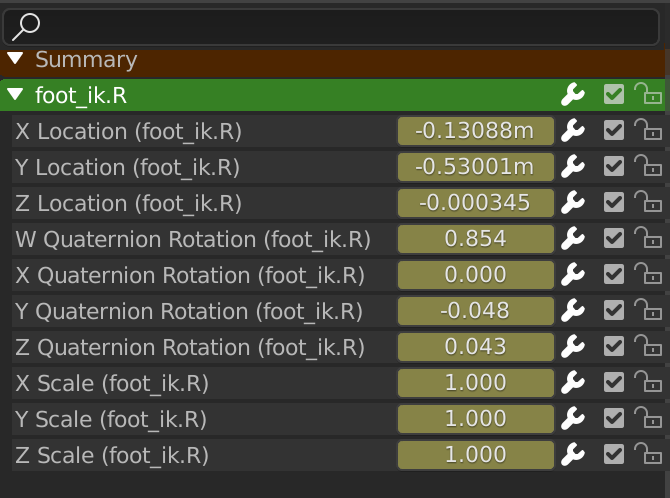 Summary
foot_ik.R
X Location (foot_ik.R) -0.13088m
Y Location (foot_ik.R) -0.53001m
Z Location (foot_ik.R) -0.000345
W Quaternion Rotation (foot_ik.R) 0.854
X Quaternion Rotation (foot_ik.R) 0.000
Y Quaternion Rotation (foot_ik.R) -0.048
Z Quaternion Rotation (foot_ik.R) 0.043
X Scale (foot_ik.R) 1.000
Y Scale (foot_ik.R) 1.000
Z Scale (foot_ik.R) 1.000